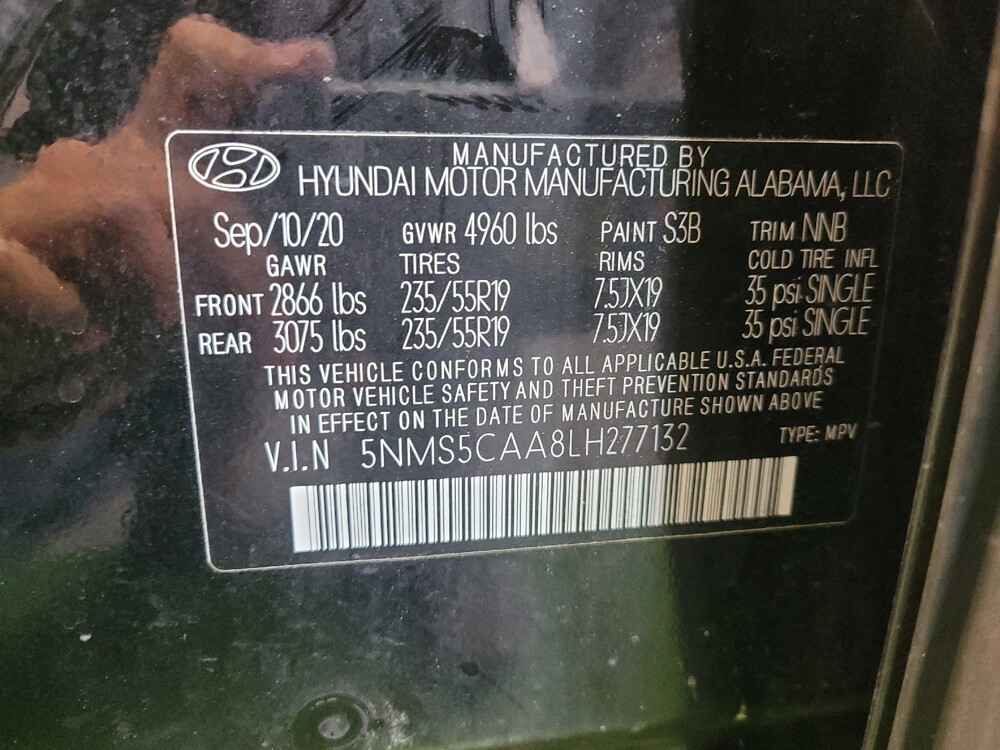 MANUFACTURED BY
HYUNDAI MOTOR MANUFACTURING ALABAMA, LLC
Sep/10/20 GVWR 4960 lbs PAINT S3B TRIM NNB
GAWR TIRES RIMS COLD TIRE INFL
FRONT 2866 lbs 235/55R19 7.5JX19 35 psi SINGLE
REAR 3075 lbs 235/55R19 7.5JX19 35 psi SINGLE
THIS VEHICLE CONFORMS TO ALL APPLICABLE U.S.A. FEDERAL
MOTOR VEHICLE SAFETY AND THEFT PREVENTION STANDARDS
IN EFFECT ON THE DATE OF MANUFACTURE SHOWN ABOVE
V.I.N 5NMS5CAA8LH277132 TYPE: MPV